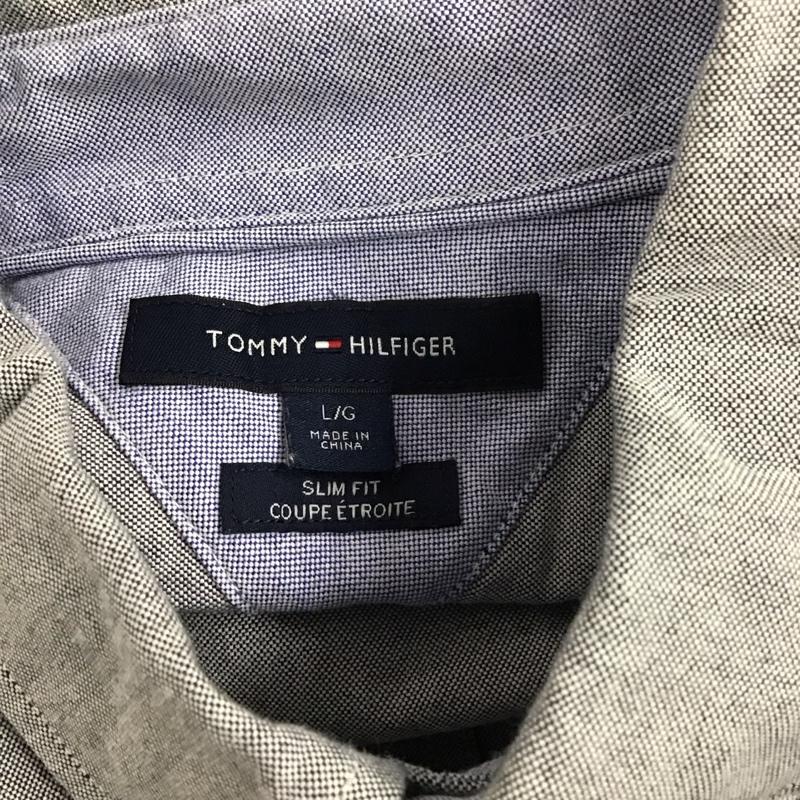 TOMMY HILFIGER
L/G
MADE IN
CHINA
SLIM FIT
COUPE ÉTROITE